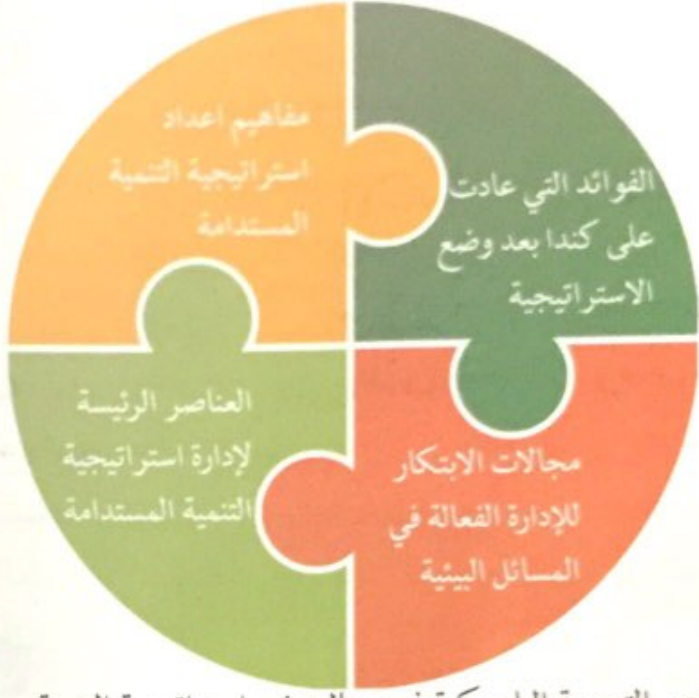 الفوائد التي عادت
على كندا بعد وضع
الاستراتيجية
مفاهيم اعداد
استراتيجية التنمية
المستدامة
مجالات الابتكار
للإدارة الفعالة في
المسائل البيئية
العناصر الرئيسة
لإدارة استراتيجية
التنمية المستدامة